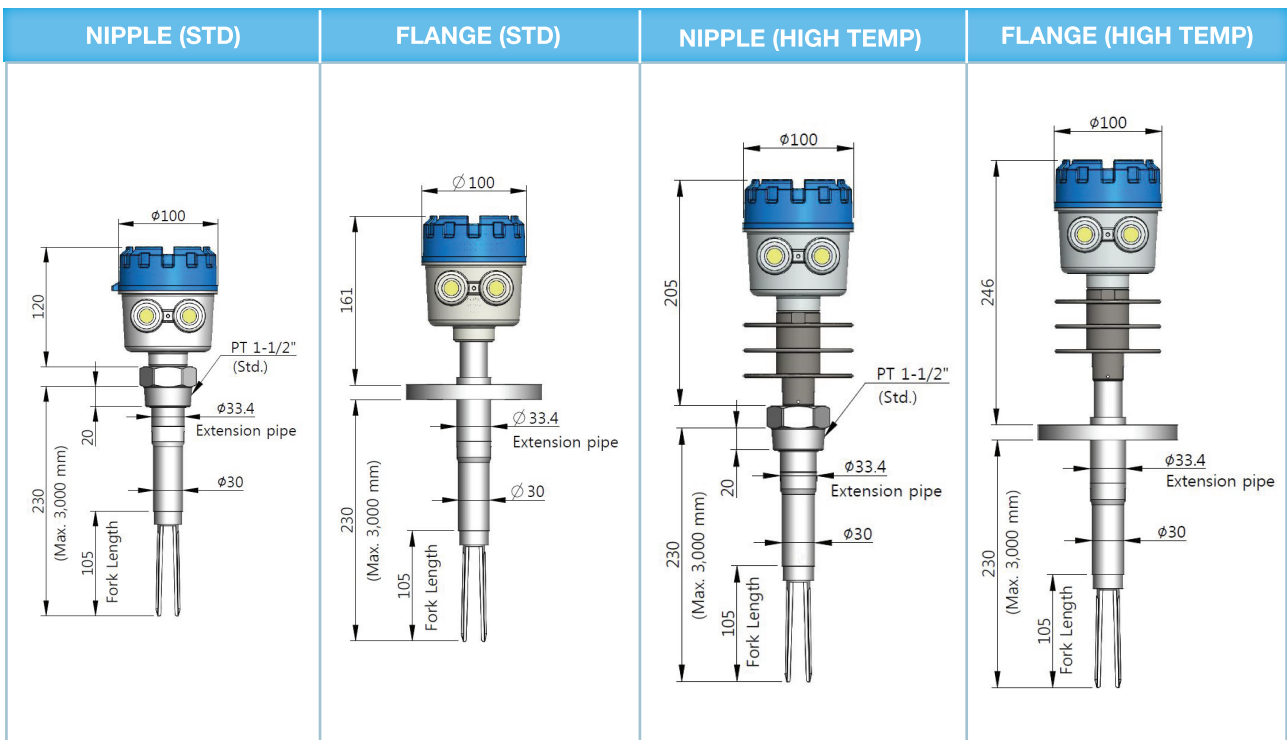 NIPPLE (STD)
FLANGE (STD)
NIPPLE (HIGH TEMP)
FLANGE (HIGH TEMP)
ϕ100
120
PT 1-1/2"
(Std.)
ϕ33.4
Extension pipe
20
ϕ30
230
(Max. 3,000 mm)
105
Fork Length
∅ 100
161
∅ 33.4
Extension pipe
∅ 30
230
(Max. 3,000 mm)
105
Fork Length
ϕ100
205
PT 1-1/2"
(Std.)
20
ϕ33.4
Extension pipe
ϕ30
230
(Max. 3,000 mm)
105
Fork Length
ϕ100
246
ϕ33.4
Extension pipe
ϕ30
230
(Max. 3,000 mm)
105
Fork Length